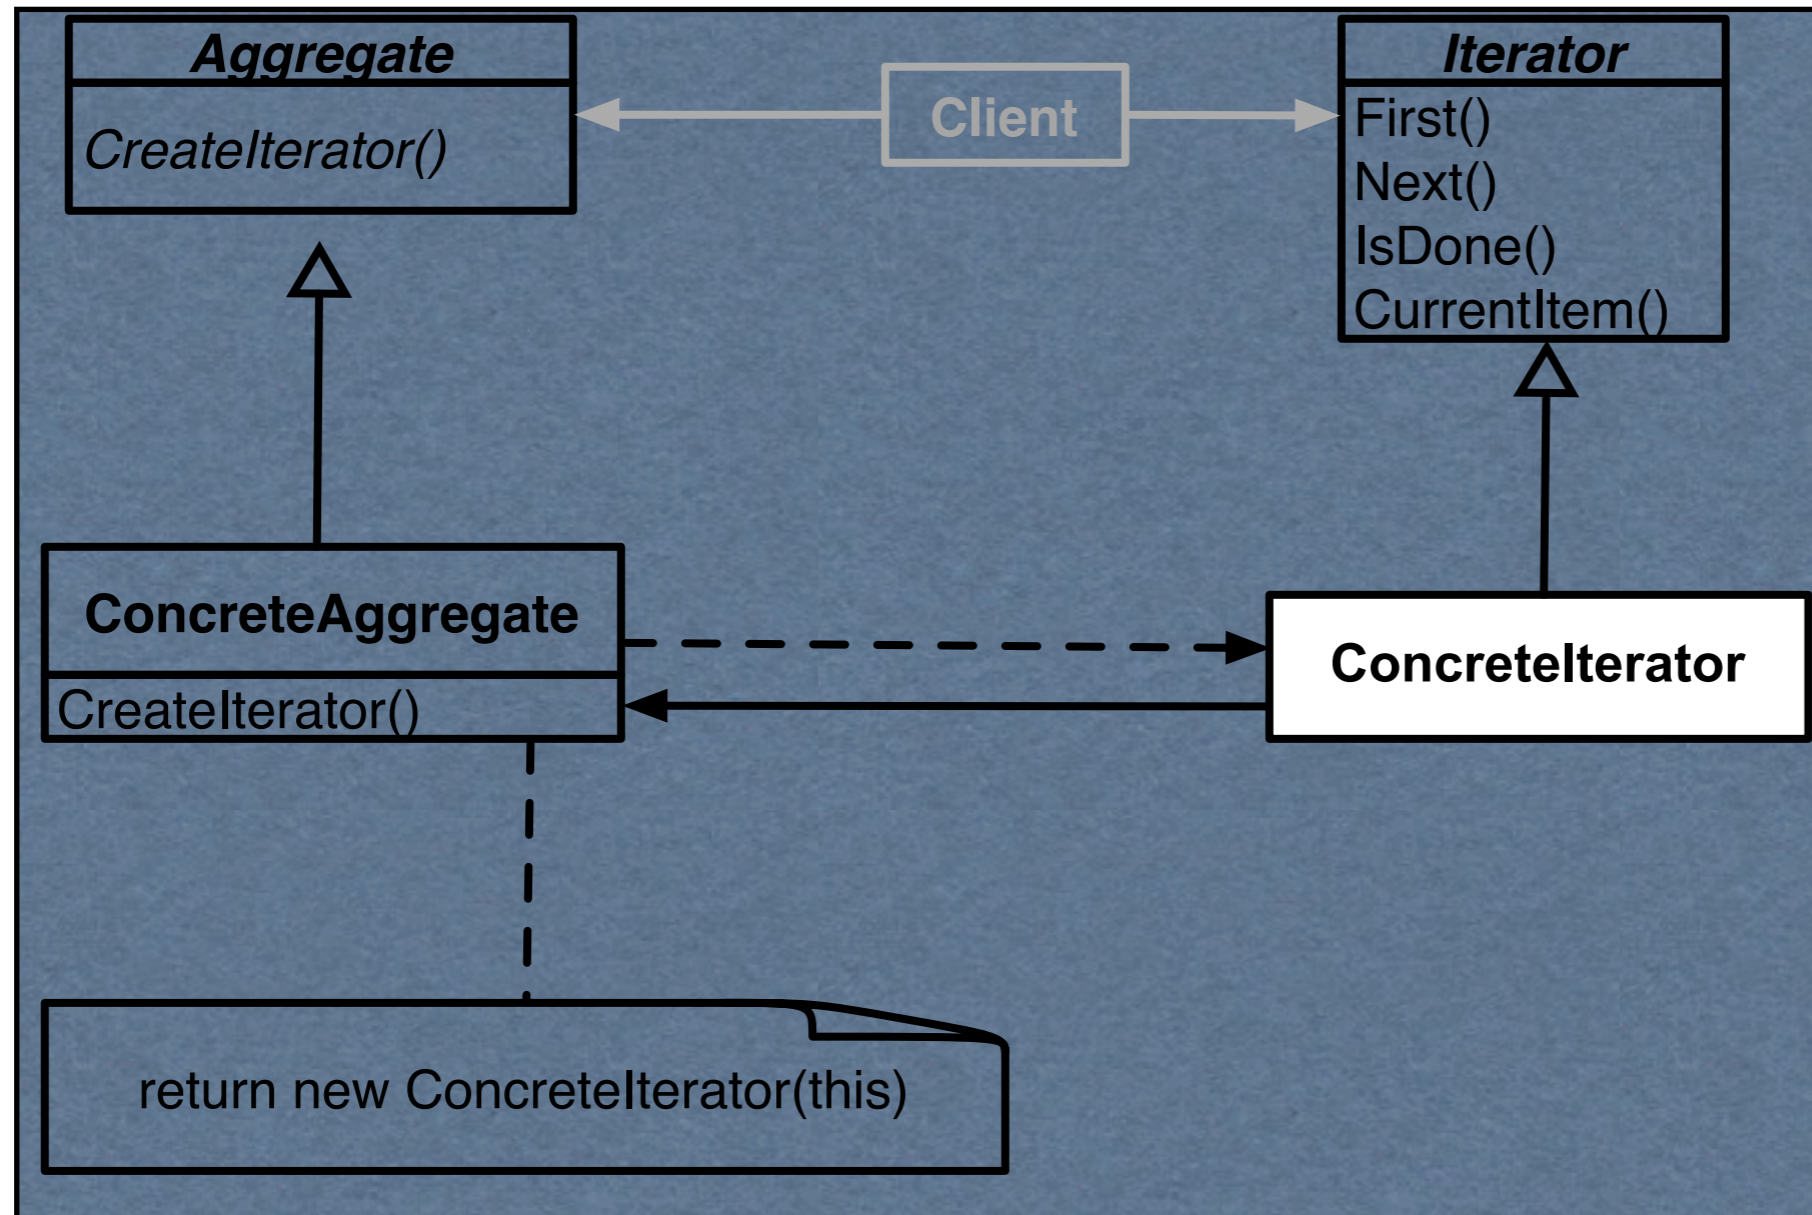 Aggregate
CreateIterator()
Client
Iterator
First()
Next()
IsDone()
CurrentItem()
ConcreteAggregate
CreateIterator()
ConcreteIterator
return new ConcreteIterator(this)